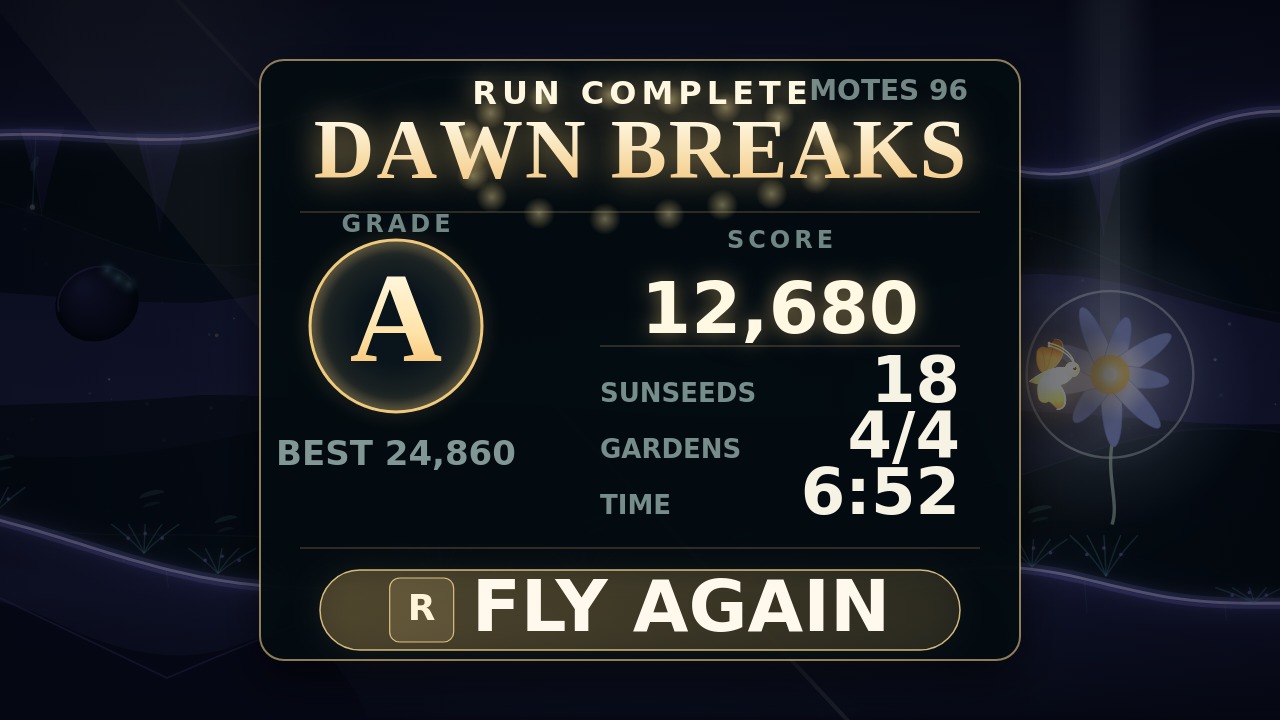 RUN COMPLETE
MOTES 96
DAWN BREAKS
GRADE
A
BEST 24,860
SCORE
12,680
SUNSEEDS 18
GARDENS 4/4
TIME 6:52
R FLY AGAIN